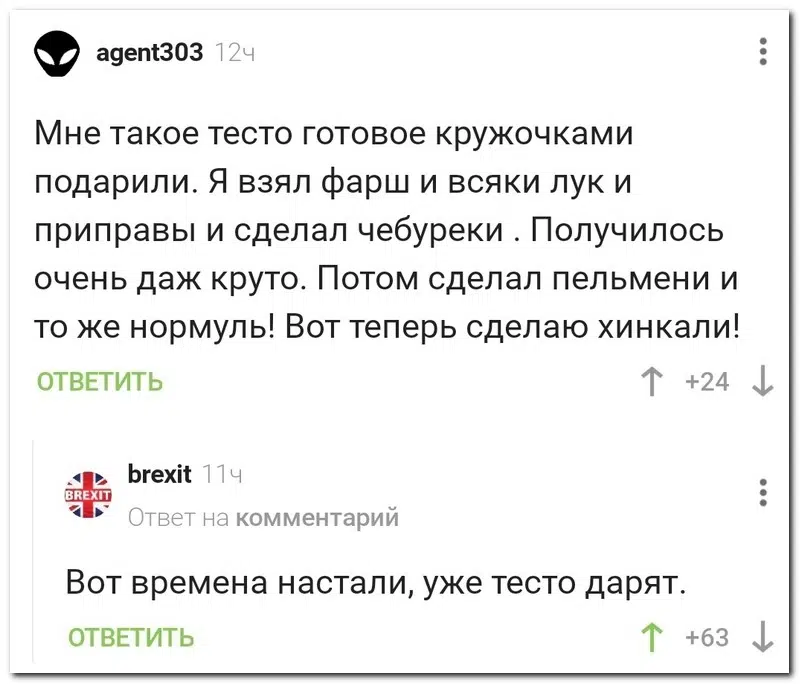 agent303 12ч
Мне такое тесто готовое кружочками
подарили. Я взял фарш и всяки лук и
приправы и сделал чебуреки . Получилось
очень даж круто. Потом сделал пельмени и
то же нормуль! Вот теперь сделаю хинкали!
ОТВЕТИТЬ +24
brexit 11ч
BREXIT
Ответ на комментарий
Вот времена настали, уже тесто дарят.
ОТВЕТИТЬ +63